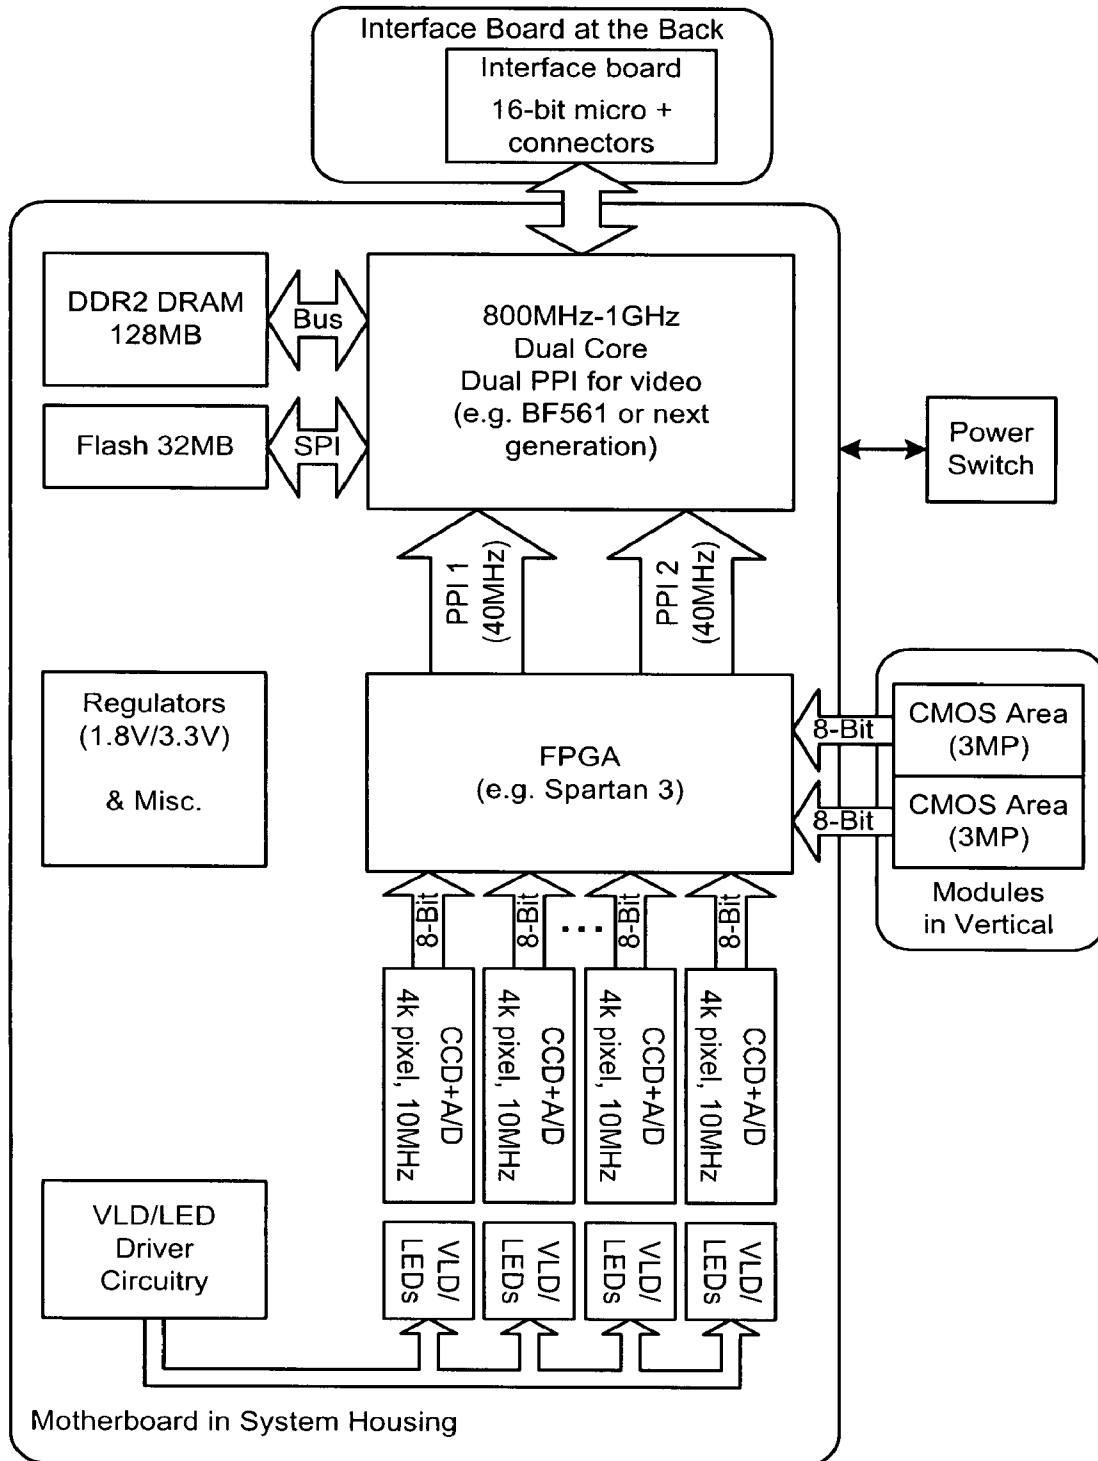 Interface Board at the Back
Interface board
16-bit micro +
connectors
DDR2 DRAM
128MB
Bus
800MHz-1GHz
Dual Core
Dual PPI for video
(e.g. BF561 or next
generation)
Flash 32MB
SPI
Power
Switch
PPI 1
(40MHz)
PPI 2
(40MHz)
Regulators
(1.8V/3.3V)
& Misc.
FPGA
(e.g. Spartan 3)
8-Bit
CMOS Area
(3MP)
8-Bit
CMOS Area
(3MP)
Modules
in Vertical
8-Bit
8-Bit
...
8-Bit
8-Bit
CCD+A/D
4k pixel, 10MHz
CCD+A/D
4k pixel, 10MHz
CCD+A/D
4k pixel, 10MHz
CCD+A/D
4k pixel, 10MHz
VLD/LED
Driver
Circuitry
VLD/
LEDs
VLD/
LEDs
VLD/
LEDs
VLD/
LEDs
Motherboard in System Housing